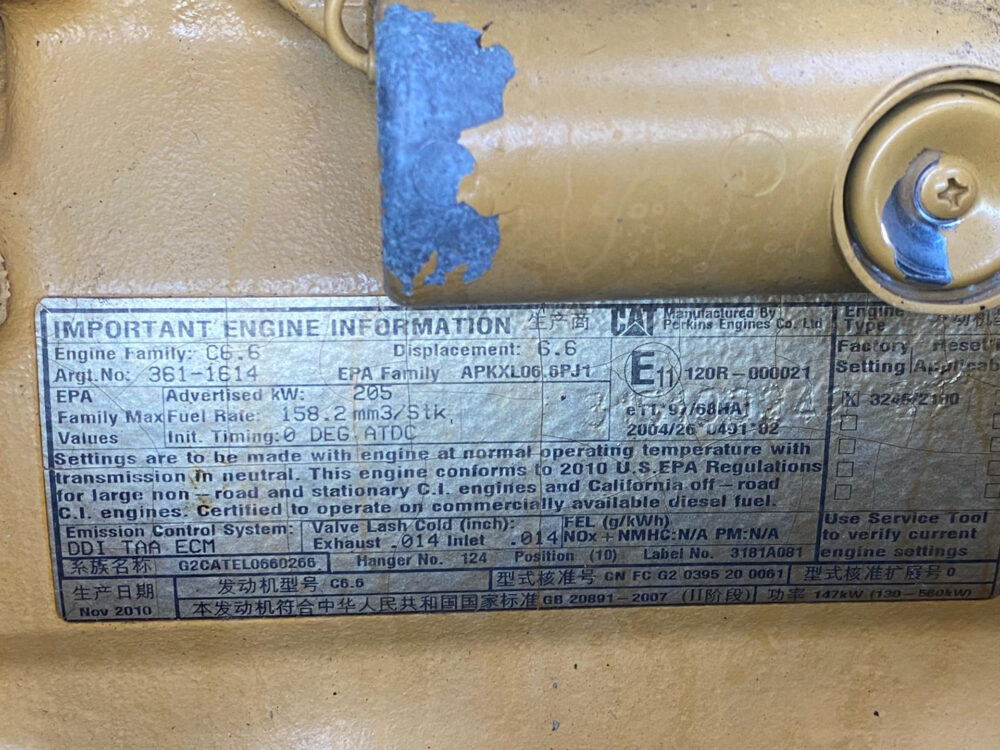 IMPORTANT ENGINE INFORMATION 生产商 CAT Manufactured By Perkins Engines Co. Ltd
Engine Type
Engine Family: C6.6 Displacement: 6.6
Argt.No: 361-1614 EPA Family APKXL06.6PJ1
E11 120R-000021
Factory Reset
Setting
EPA Family Max Values
Advertised kW: 205
Fuel Rate: 158.2 mm3/Stk
Init. Timing: 0 DEG ATDC
e11*97/68HA*
2004/26*0491*02
X 3246/2180
Settings are to be made with engine at normal operating temperature with
transmission in neutral. This engine conforms to 2010 U.S.EPA Regulations
for large non-road and stationary C.I. engines and California off-road
C.I. engines. Certified to operate on commercially available diesel fuel.
Emission Control System:
DDI TAA ECM
Valve Lash Cold (inch):
Exhaust .014 Inlet .014
FEL (g/kWh)
NOx + NMHC:N/A PM:N/A
Use Service Tool
to verify current
engine settings
系族名称 G2CATEL0660266 Hanger No. 124 Position (10) Label No. 3181A081
生产日期
Nov 2010
发动机型号 C6.6 型式核准号 CN FC G2 0395 20 0061 型式核准扩展号 0
本发动机符合中华人民共和国国家标准 GB 20891-2007 (II阶段) 功率 147kW (130-560kW)